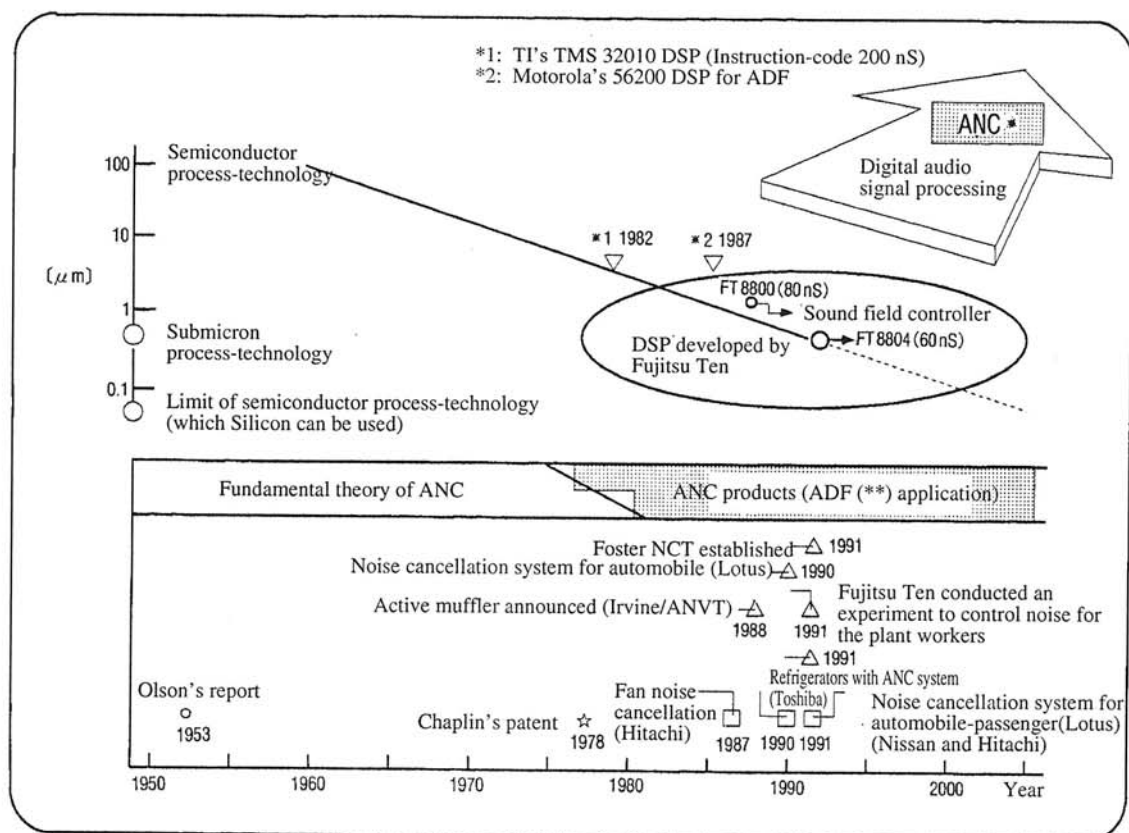 *1: TI's TMS 32010 DSP (Instruction-code 200 nS)
*2: Motorola's 56200 DSP for ADF
ANC *
Digital audio
signal processing
Semiconductor
process-technology
100
10
[μm]
1
0.1
*1 1982
*2 1987
FT 8800 (80 nS)
Sound field controller
FT 8804 (60 nS)
DSP developed by
Fujitsu Ten
Submicron
process-technology
Limit of semiconductor process-technology
(which Silicon can be used)
Fundamental theory of ANC
ANC products (ADF (**) application)
Foster NCT established
1991
Noise cancellation system for automobile (Lotus)
1990
Active muffler announced (Irvine/ANVT)
1988
1991
Fujitsu Ten conducted an
experiment to control noise for
the plant workers
1991
Refrigerators with ANC system
(Toshiba)
Olson's report
1953
Chaplin's patent
1978
Fan noise
cancellation
(Hitachi)
1987
1990
1991
Noise cancellation system for
automobile-passenger(Lotus)
(Nissan and Hitachi)
1950
1960
1970
1980
1990
2000
Year